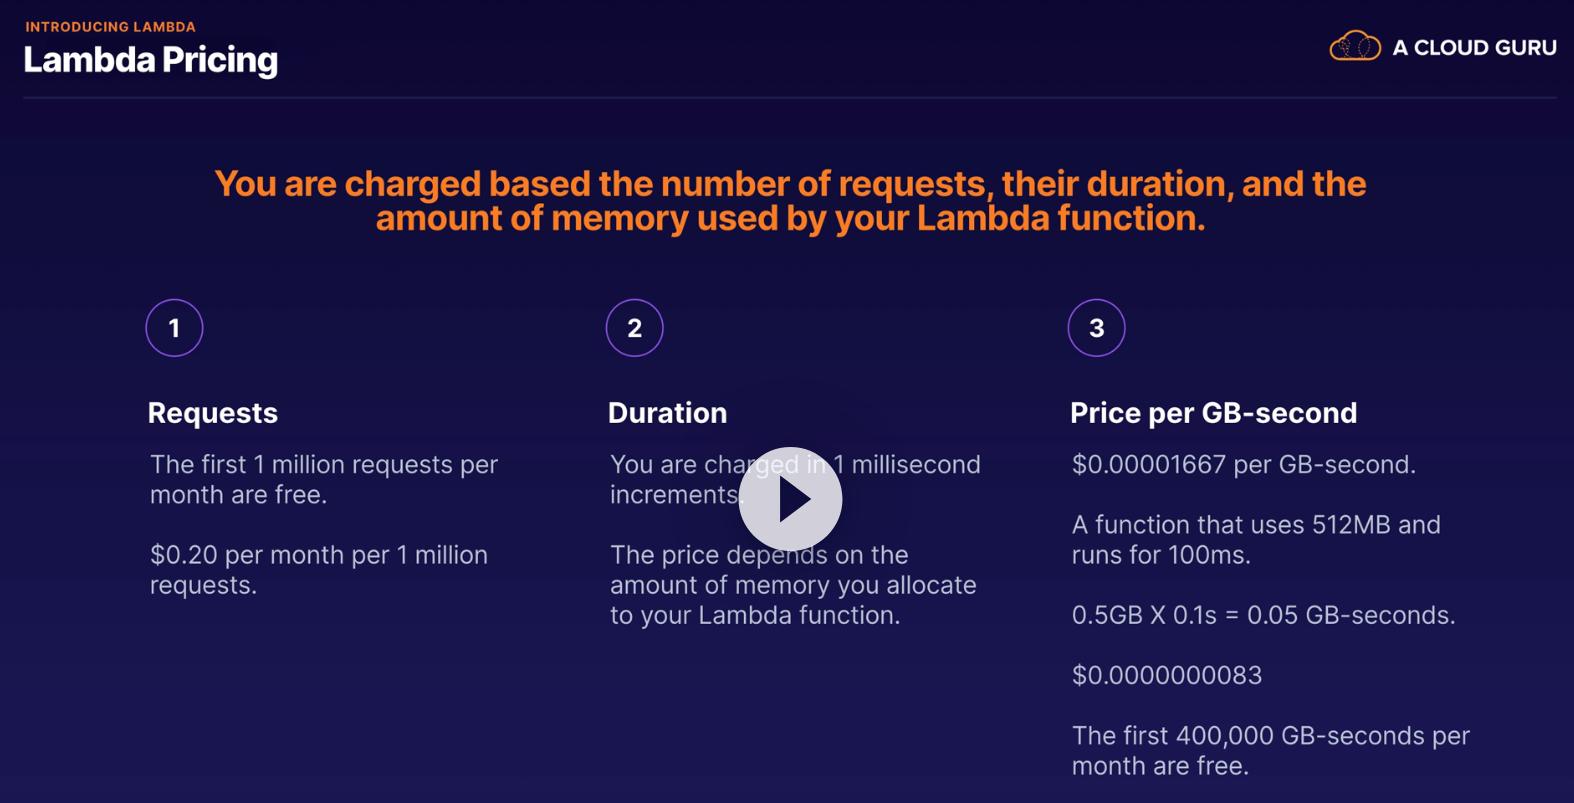 INTRODUCING LAMBDA
Lambda Pricing
A CLOUD GURU
You are charged based the number of requests, their duration, and the
amount of memory used by your Lambda function.
1
Requests
The first 1 million requests per
month are free.
$0.20 per month per 1 million
requests.
2
Duration
You are charged in 1 millisecond
increments.
The price depends on the
amount of memory you allocate
to your Lambda function.
3
Price per GB-second
$0.00001667 per GB-second.
A function that uses 512MB and
runs for 100ms.
0.5GB X 0.1s = 0.05 GB-seconds.
$0.0000000083
The first 400,000 GB-seconds per
month are free.